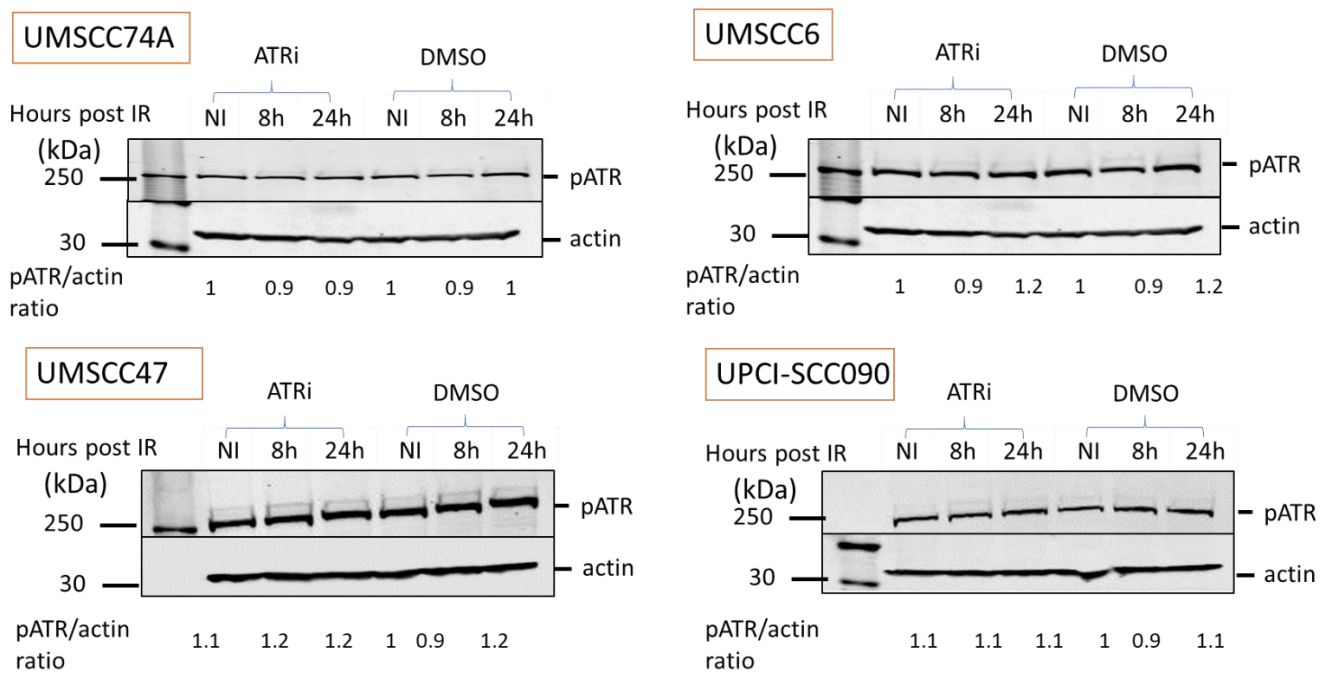 UMSCC74A
ATRi DMSO
Hours post IR NI 8h 24h NI 8h 24h
(kDa)
250 pATR
30 actin
pATR/actin
ratio 1 0.9 0.9 1 0.9 1
UMSCC6
ATRi DMSO
Hours post IR NI 8h 24h NI 8h 24h
(kDa)
250 pATR
30 actin
pATR/actin
ratio 1 0.9 1.2 1 0.9 1.2
UMSCC47
ATRi DMSO
Hours post IR NI 8h 24h NI 8h 24h
(kDa)
250 pATR
30 actin
pATR/actin
ratio 1.1 1.2 1.2 1 0.9 1.2
UPCI-SCC090
ATRi DMSO
Hours post IR NI 8h 24h NI 8h 24h
(kDa)
250 pATR
30 actin
pATR/actin
ratio 1.1 1.1 1.1 1 0.9 1.1